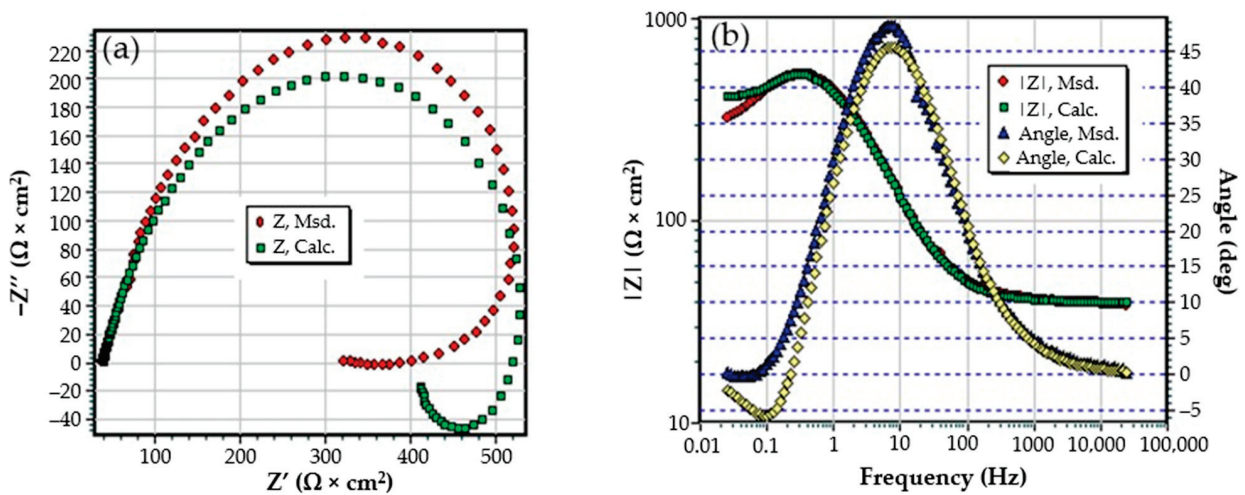 (a)
220
200
180
160
140
120
100
80
60
40
20
0
−20
−40
−Z″ (Ω × cm²)
Z, Msd.
Z, Calc.
100 200 300 400 500
Z′ (Ω × cm²)
(b)
1000
100
10
|Z| (Ω × cm²)
|Z|, Msd.
|Z|, Calc.
Angle, Msd.
Angle, Calc.
45
40
35
30
25
20
15
10
5
0
−5
Angle (deg)
0.01 0.1 1 10 100 1000 10,000 100,000
Frequency (Hz)